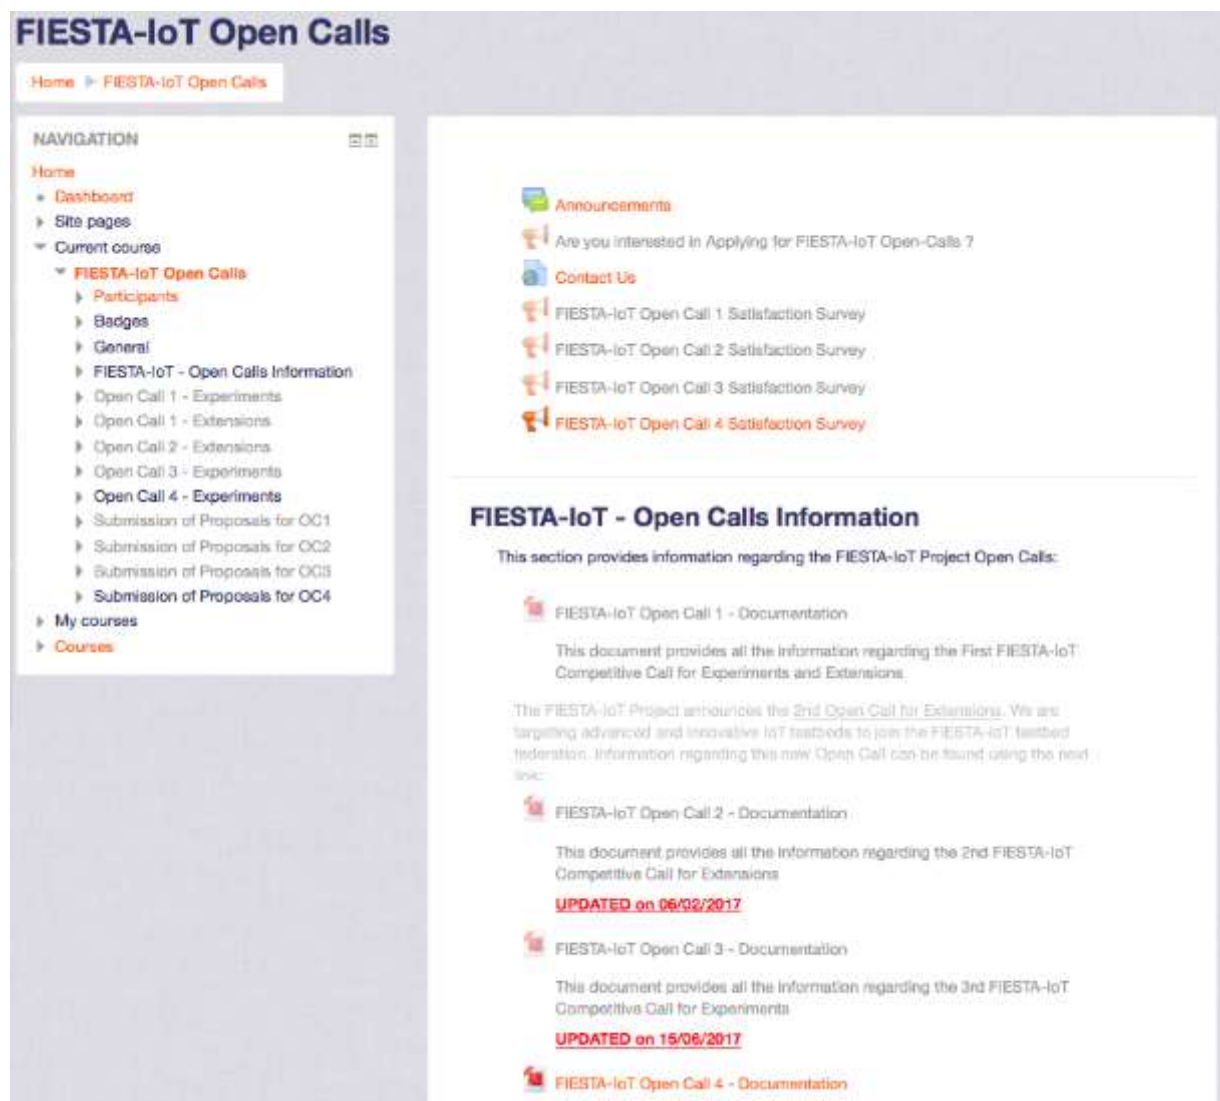 FIESTA-IoT Open Calls
Home FIESTA-IoT Open Calls
NAVIGATION
Home
Dashboard
Site pages
Current course
FIESTA-IoT Open Calls
Participants
Badges
General
FIESTA-IoT - Open Calls Information
Open Call 1 - Experiments
Open Call 1 - Extensions
Open Call 2 - Extensions
Open Call 3 - Experiments
Open Call 4 - Experiments
Submission of Proposals for OC1
Submission of Proposals for OC2
Submission of Proposals for OC3
Submission of Proposals for OC4
My courses
Courses
Announcements
Are you interested in Applying for FIESTA-IoT Open-Calls ?
Contact Us
FIESTA-IoT Open Call 1 Satisfaction Survey
FIESTA-IoT Open Call 2 Satisfaction Survey
FIESTA-IoT Open Call 3 Satisfaction Survey
FIESTA-IoT Open Call 4 Satisfaction Survey
FIESTA-IoT - Open Calls Information
This section provides information regarding the FIESTA-IoT Project Open Calls:
FIESTA-IoT Open Call 1 - Documentation
This document provides all the information regarding the First FIESTA-IoT
Competitive Call for Experiments and Extensions
The FIESTA-IoT Project announces the 2nd Open Call for Extensions. We are
targeting advanced and innovative IoT testbeds to join the FIESTA-IoT testbed
federation. Information regarding this new Open Call can be found using the next
link:
FIESTA-IoT Open Call 2 - Documentation
This document provides all the information regarding the 2nd FIESTA-IoT
Competitive Call for Extensions
UPDATED on 06/02/2017
FIESTA-IoT Open Call 3 - Documentation
This document provides all the information regarding the 3rd FIESTA-IoT
Competitive Call for Experiments
UPDATED on 15/06/2017
FIESTA-IoT Open Call 4 - Documentation